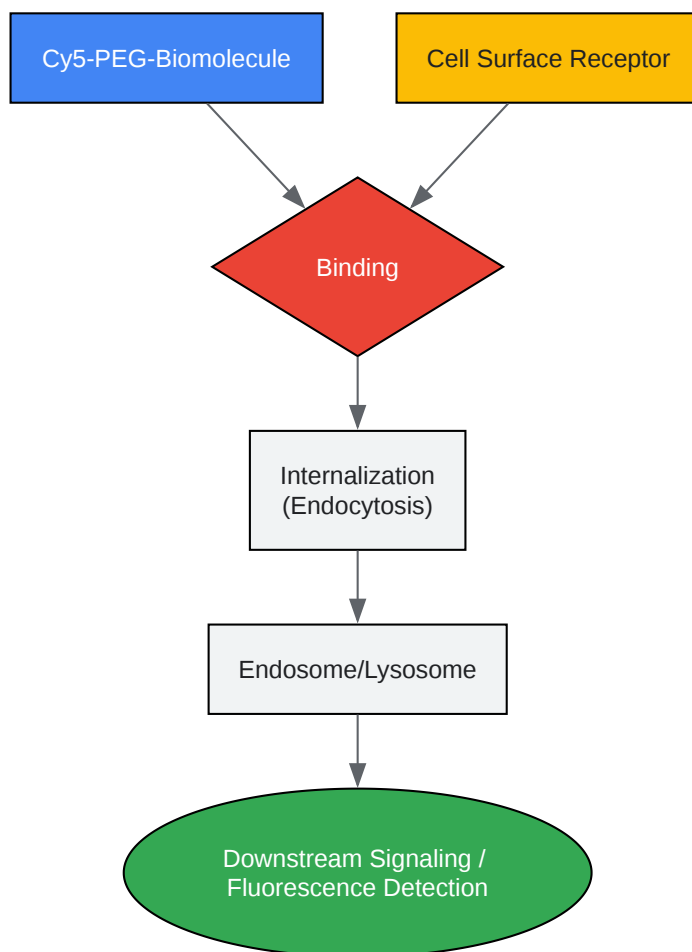 Cy5-PEG-Biomolecule
Cell Surface Receptor
Binding
Internalization
(Endocytosis)
Endosome/Lysosome
Downstream Signaling /
Fluorescence Detection